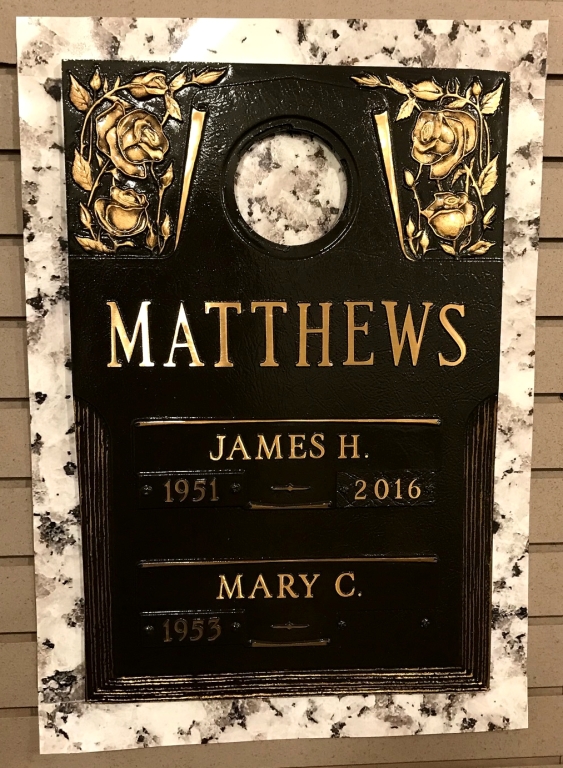 MATTHEWS
JAMES H.
1951 — 2016
MARY C.
1953 —